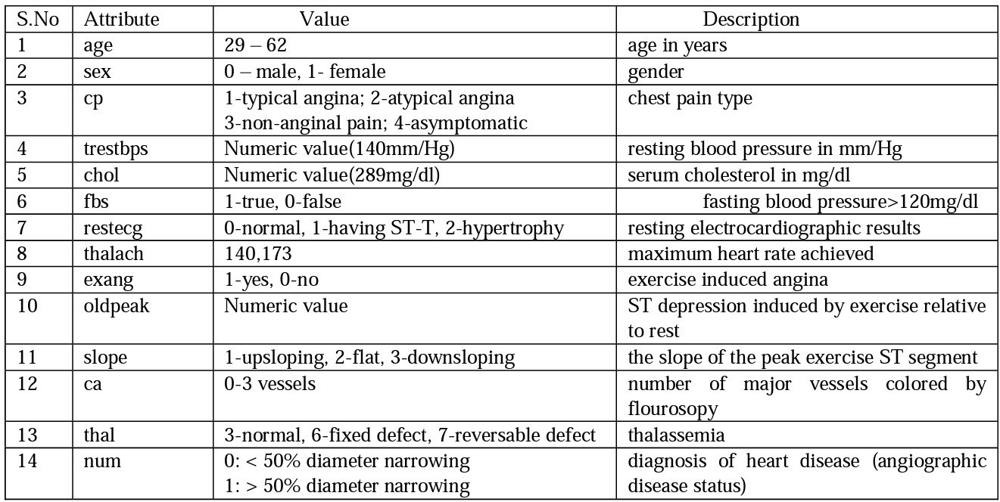 S.No Attribute Value Description
1 age 29 – 62 age in years
2 sex 0 – male, 1- female gender
3 cp 1-typical angina; 2-atypical angina chest pain type
3-non-anginal pain; 4-asymptomatic
4 trestbps Numeric value(140mm/Hg) resting blood pressure in mm/Hg
5 chol Numeric value(289mg/dl) serum cholesterol in mg/dl
6 fbs 1-true, 0-false fasting blood pressure>120mg/dl
7 restecg 0-normal, 1-having ST-T, 2-hypertrophy resting electrocardiographic results
8 thalach 140,173 maximum heart rate achieved
9 exang 1-yes, 0-no exercise induced angina
10 oldpeak Numeric value ST depression induced by exercise relative
to rest
11 slope 1-upsloping, 2-flat, 3-downsloping the slope of the peak exercise ST segment
12 ca 0-3 vessels number of major vessels colored by
flourosopy
13 thal 3-normal, 6-fixed defect, 7-reversable defect thalassemia
14 num 0: < 50% diameter narrowing diagnosis of heart disease (angiographic
1: > 50% diameter narrowing disease status)